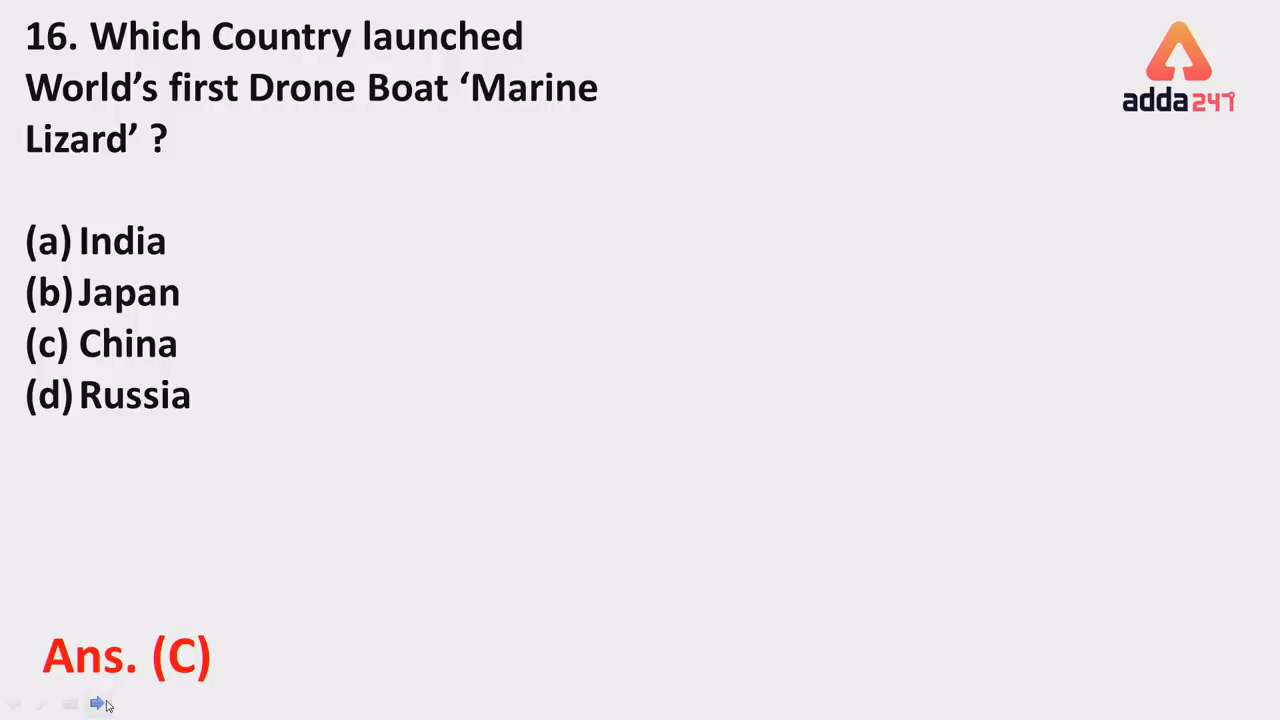 16. Which Country launched
World’s first Drone Boat ‘Marine
Lizard’ ?
(a) India
(b) Japan
(c) China
(d) Russia
Ans. (C)
adda247